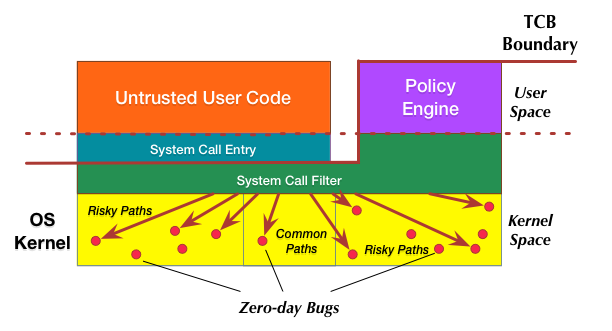 TCB
Boundary
Untrusted User Code
Policy
Engine
User
Space
System Call Entry
System Call Filter
OS
Kernel
Risky Paths
Common
Paths
Risky Paths
Kernel
Space
Zero-day Bugs